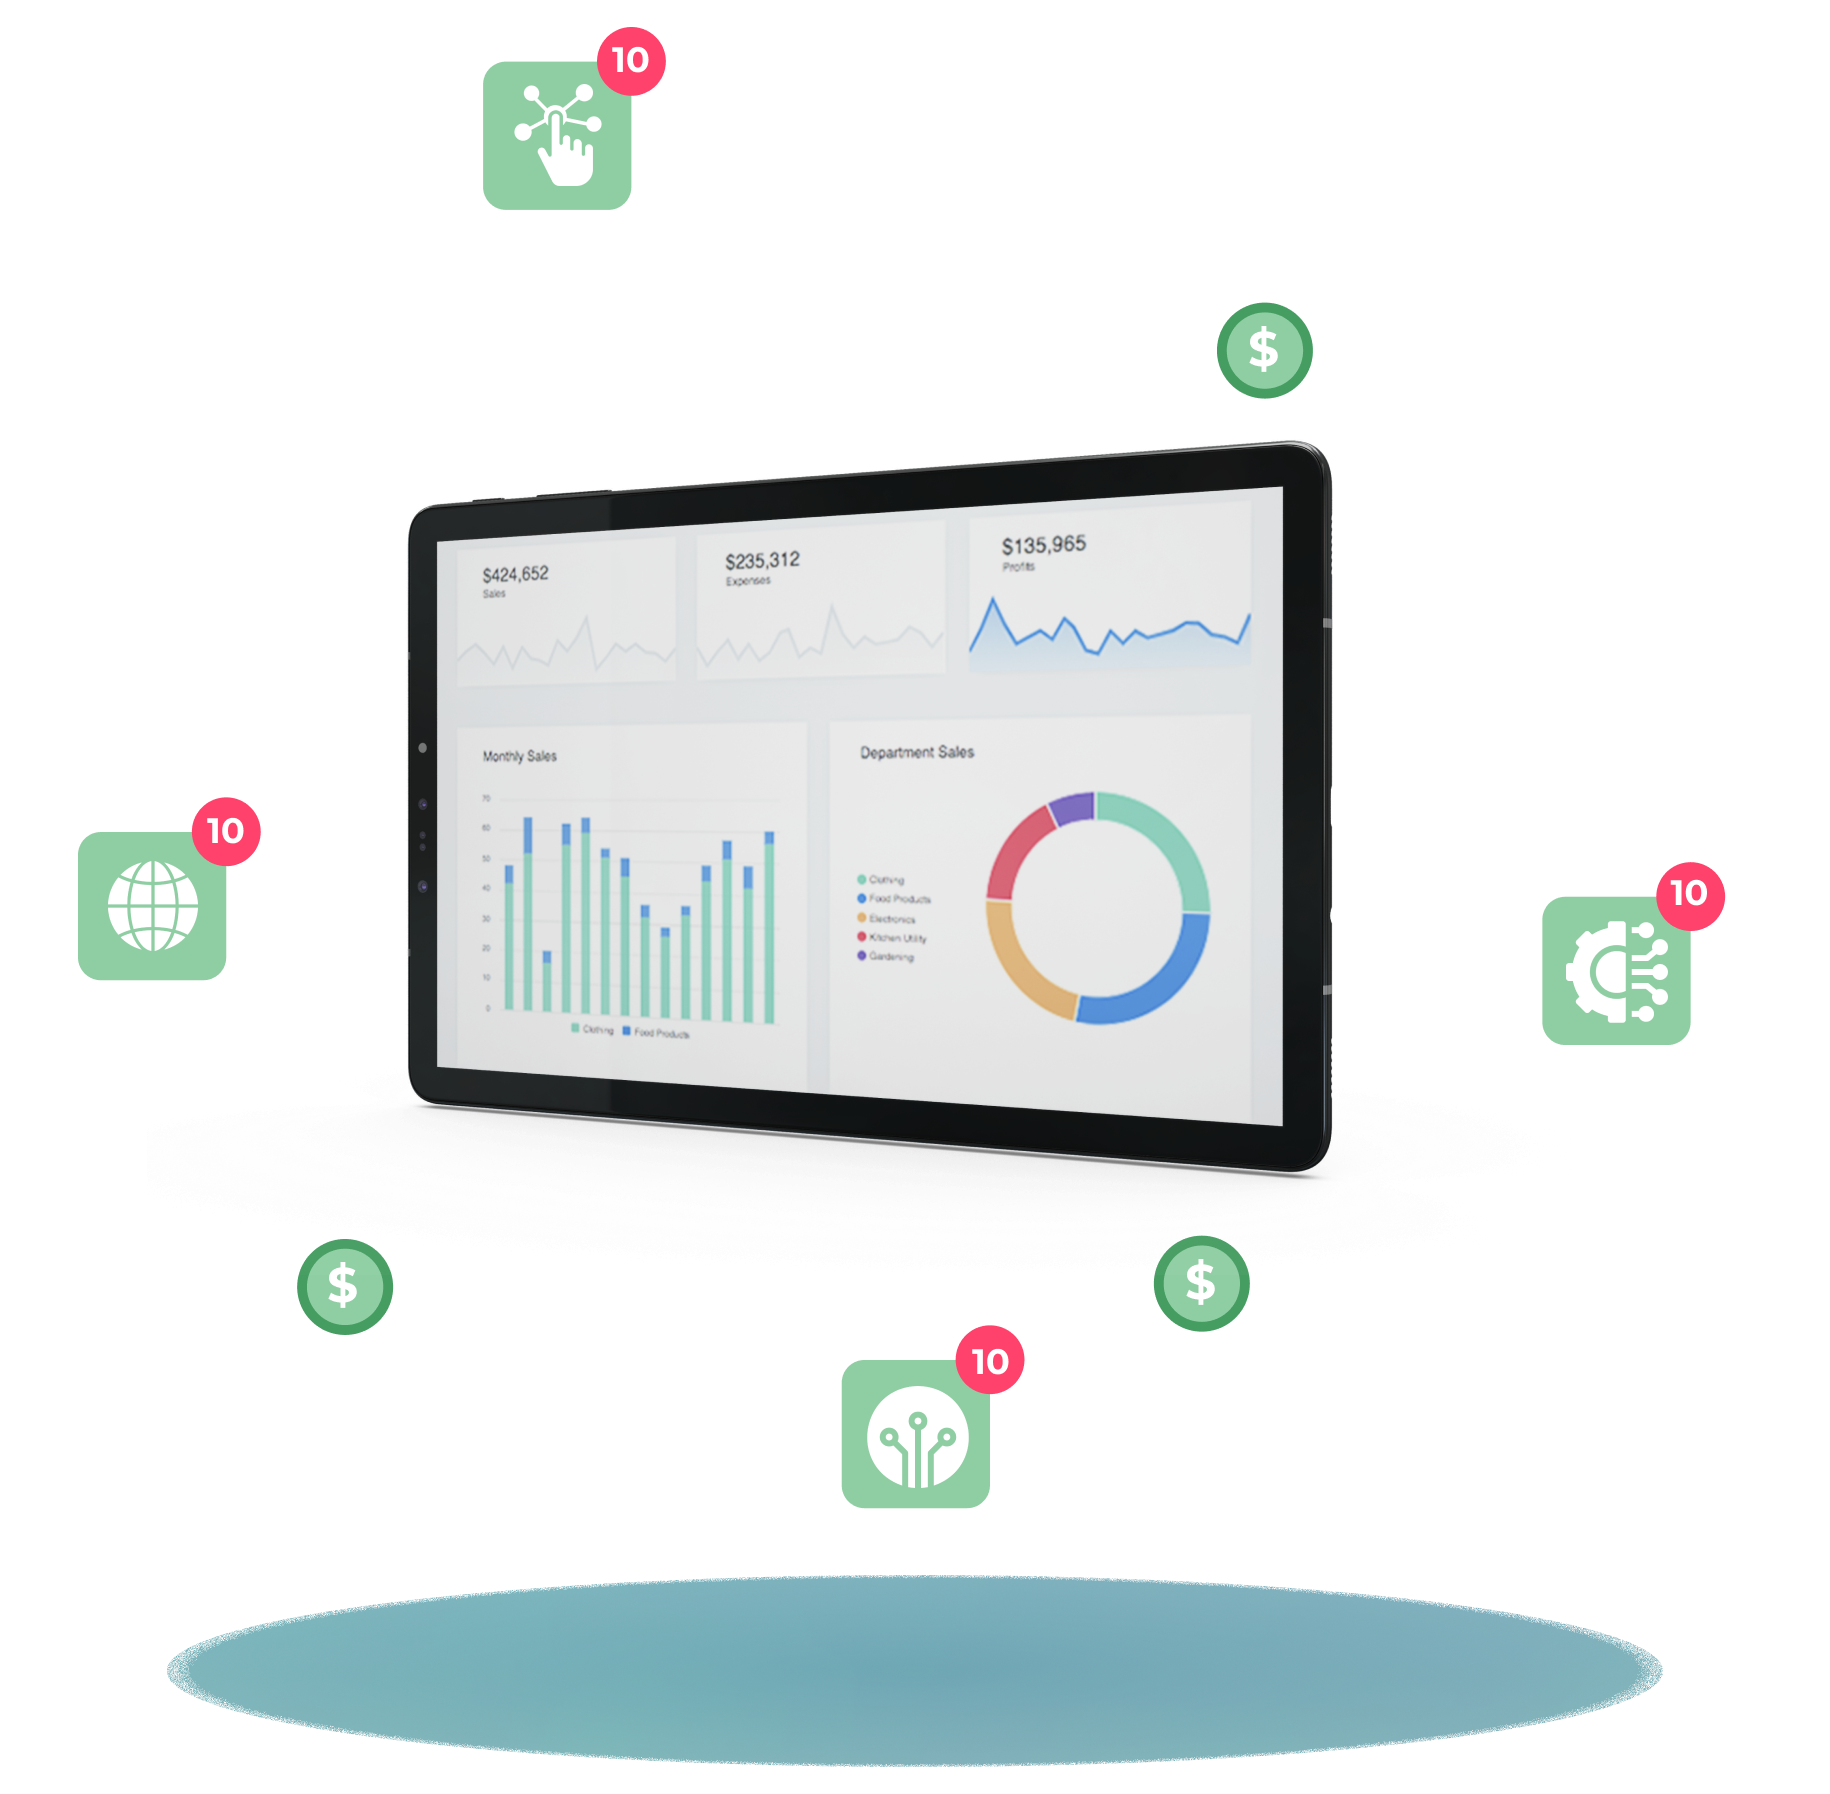 10
$
$424,652
Sales
$235,312
Expenses
$135,965
Profits
Monthly Sales
70
60
50
40
30
20
10
0
Clothing
Food Products
Department Sales
Clothing
Food Products
Electronics
Kitchen Utility
Gardening
10
10
$
$
10